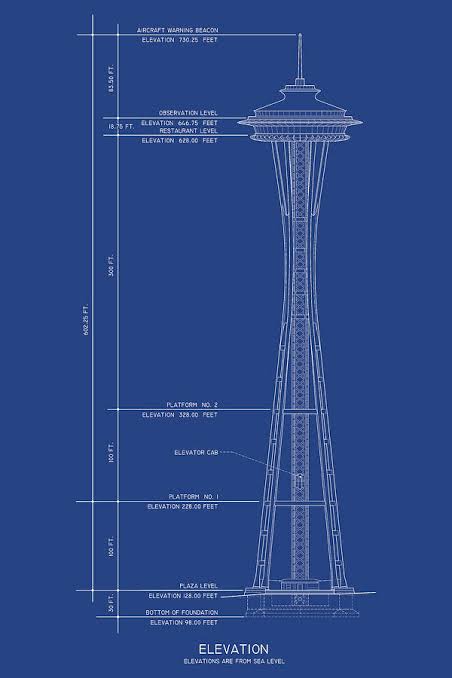 AIRCRAFT WARNING BEACON
ELEVATION 730.25 FEET
83.50 FT.
OBSERVATION LEVEL
ELEVATION 646.75 FEET
18.75 FT.
RESTAURANT LEVEL
ELEVATION 628.00 FEET
300 FT.
602.25 FT.
PLATFORM NO. 2
ELEVATION 328.00 FEET
ELEVATOR CAB
100 FT.
PLATFORM NO. 1
ELEVATION 228.00 FEET
100 FT.
PLAZA LEVEL
ELEVATION 128.00 FEET
30 FT.
BOTTOM OF FOUNDATION
ELEVATION 98.00 FEET
ELEVATION
ELEVATIONS ARE FROM SEA LEVEL